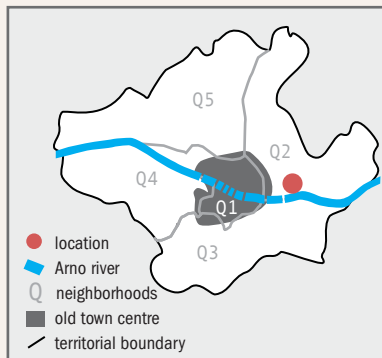 Q5
Q2
Q4
Q1
Q3
location
Arno river
Q neighborhoods
old town centre
territorial boundary